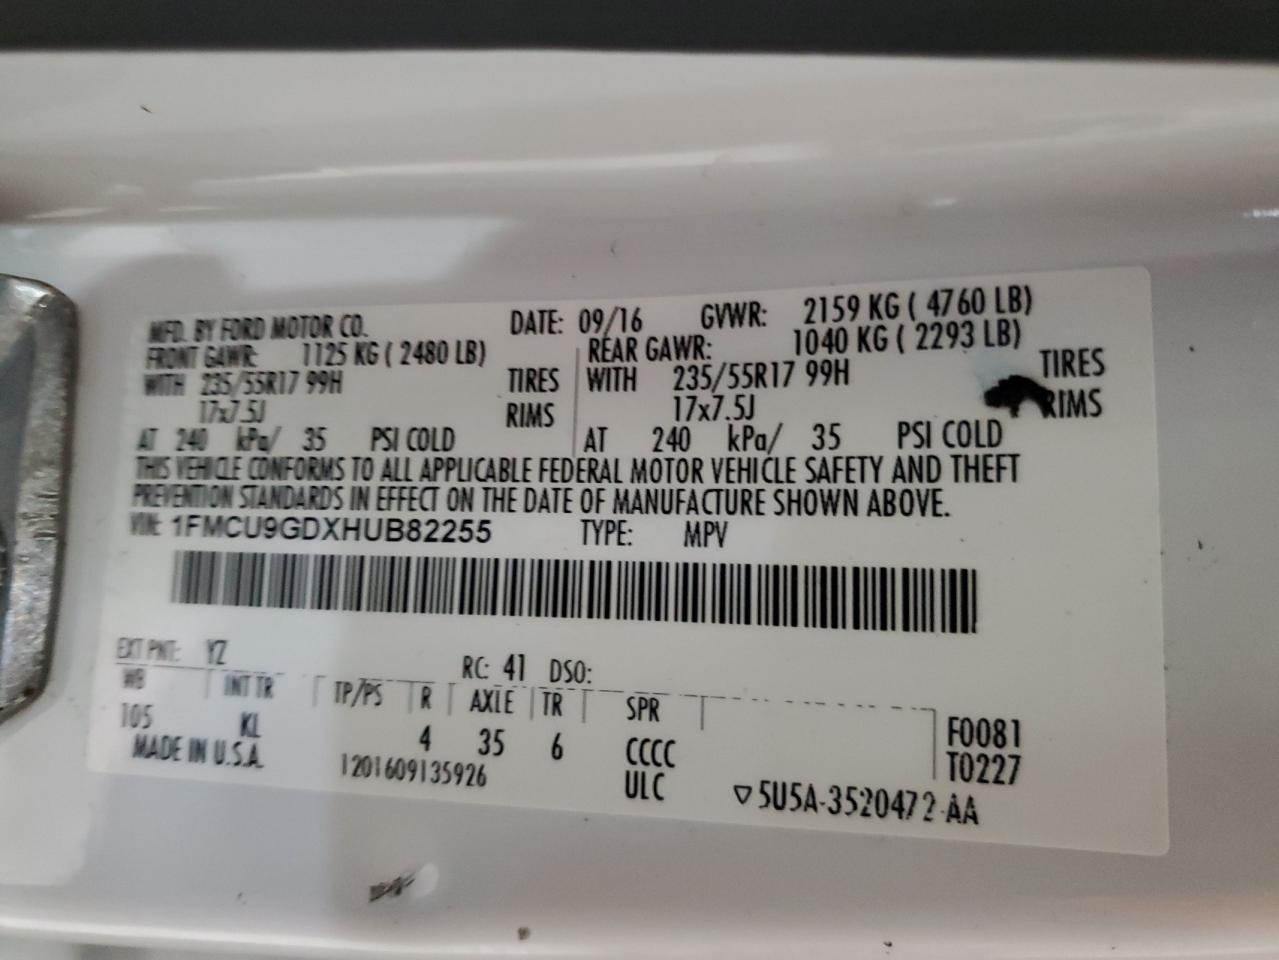 MFD. BY FORD MOTOR CO. DATE: 09/16 GVWR: 2159 KG ( 4760 LB)
FRONT GAWR: 1125 KG ( 2480 LB) REAR GAWR: 1040 KG ( 2293 LB)
WITH 235/55R17 99H TIRES WITH 235/55R17 99H TIRES
17x7.5J RIMS 17x7.5J RIMS
AT 240 kPa/ 35 PSI COLD AT 240 kPa/ 35 PSI COLD
THIS VEHICLE CONFORMS TO ALL APPLICABLE FEDERAL MOTOR VEHICLE SAFETY AND THEFT
PREVENTION STANDARDS IN EFFECT ON THE DATE OF MANUFACTURE SHOWN ABOVE.
VIN: 1FMCU9GDXHUB82255 TYPE: MPV
EXT PNT: YZ RC: 41 DSO:
WB INT TR TP/PS R AXLE TR SPR
105 KL 4 35 6 CCCC F0081
ULC T0227
MADE IN U.S.A. 1201609135926 ▽5U5A-3520472-AA